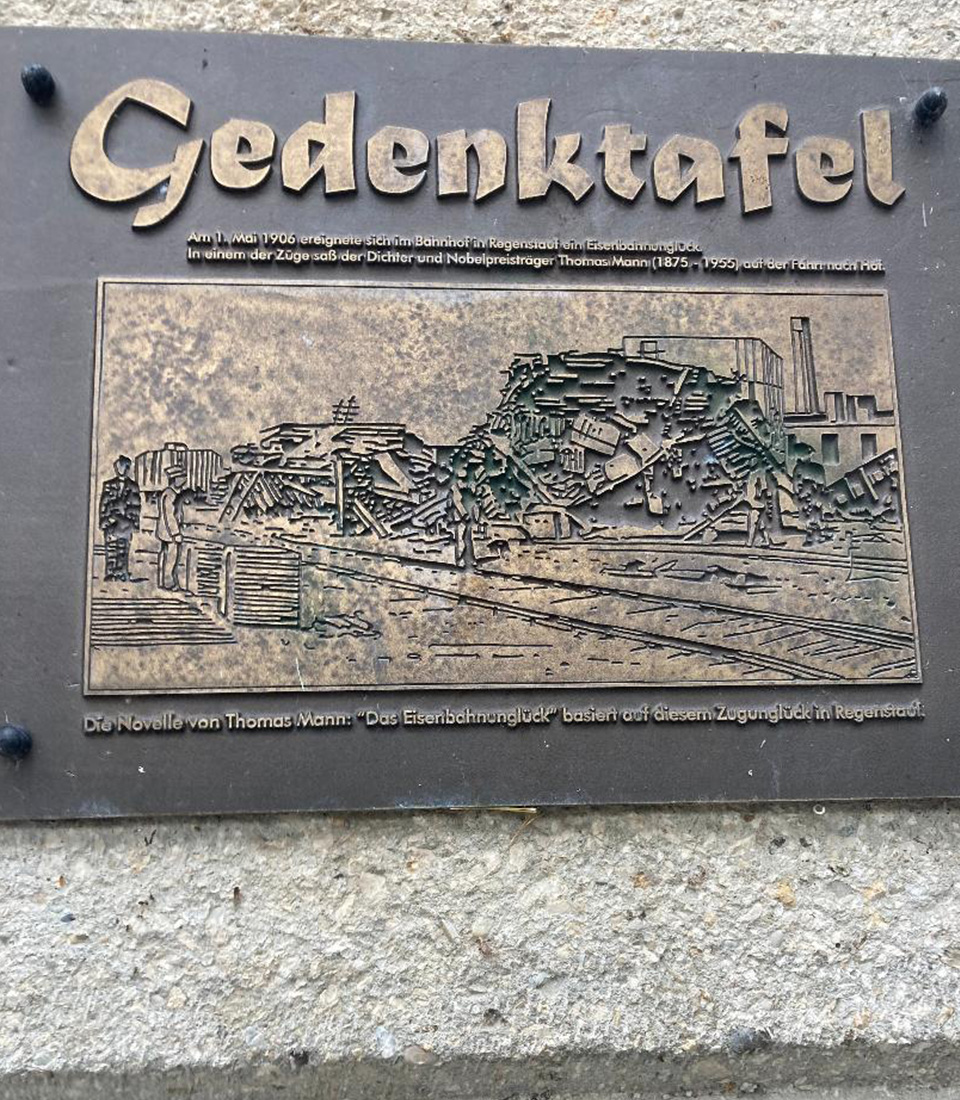 Gedenktafel
Am 1. Mai 1906 ereignete sich im Bahnhof in Regenstauf ein Eisenbahnunglück.
In einem der Züge saß der Dichter und Nobelpreisträger Thomas Mann (1875 - 1955) auf der Fahrt nach Hof.
Die Novelle von Thomas Mann: "Das Eisenbahnunglück" basiert auf diesem Zugunglück in Regenstauf.